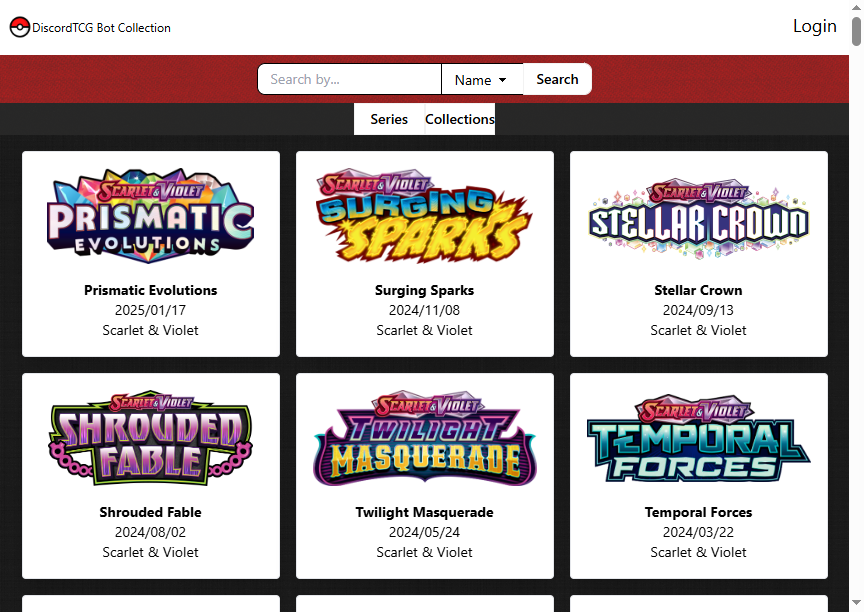 DiscordTCG Bot Collection
Login
Search by...
Name
Search
Series
Collections
SCARLET & VIOLET
PRISMATIC
EVOLUTIONS
Prismatic Evolutions
2025/01/17
Scarlet & Violet
SCARLET & VIOLET
SURGING
SPARKS
Surging Sparks
2024/11/08
Scarlet & Violet
SCARLET & VIOLET
STELLAR CROWN
Stellar Crown
2024/09/13
Scarlet & Violet
SCARLET & VIOLET
SHROUDED
FABLE
Shrouded Fable
2024/08/02
Scarlet & Violet
SCARLET & VIOLET
TWILIGHT
MASQUERADE
Twilight Masquerade
2024/05/24
Scarlet & Violet
SCARLET & VIOLET
TEMPORAL
FORCES
Temporal Forces
2024/03/22
Scarlet & Violet